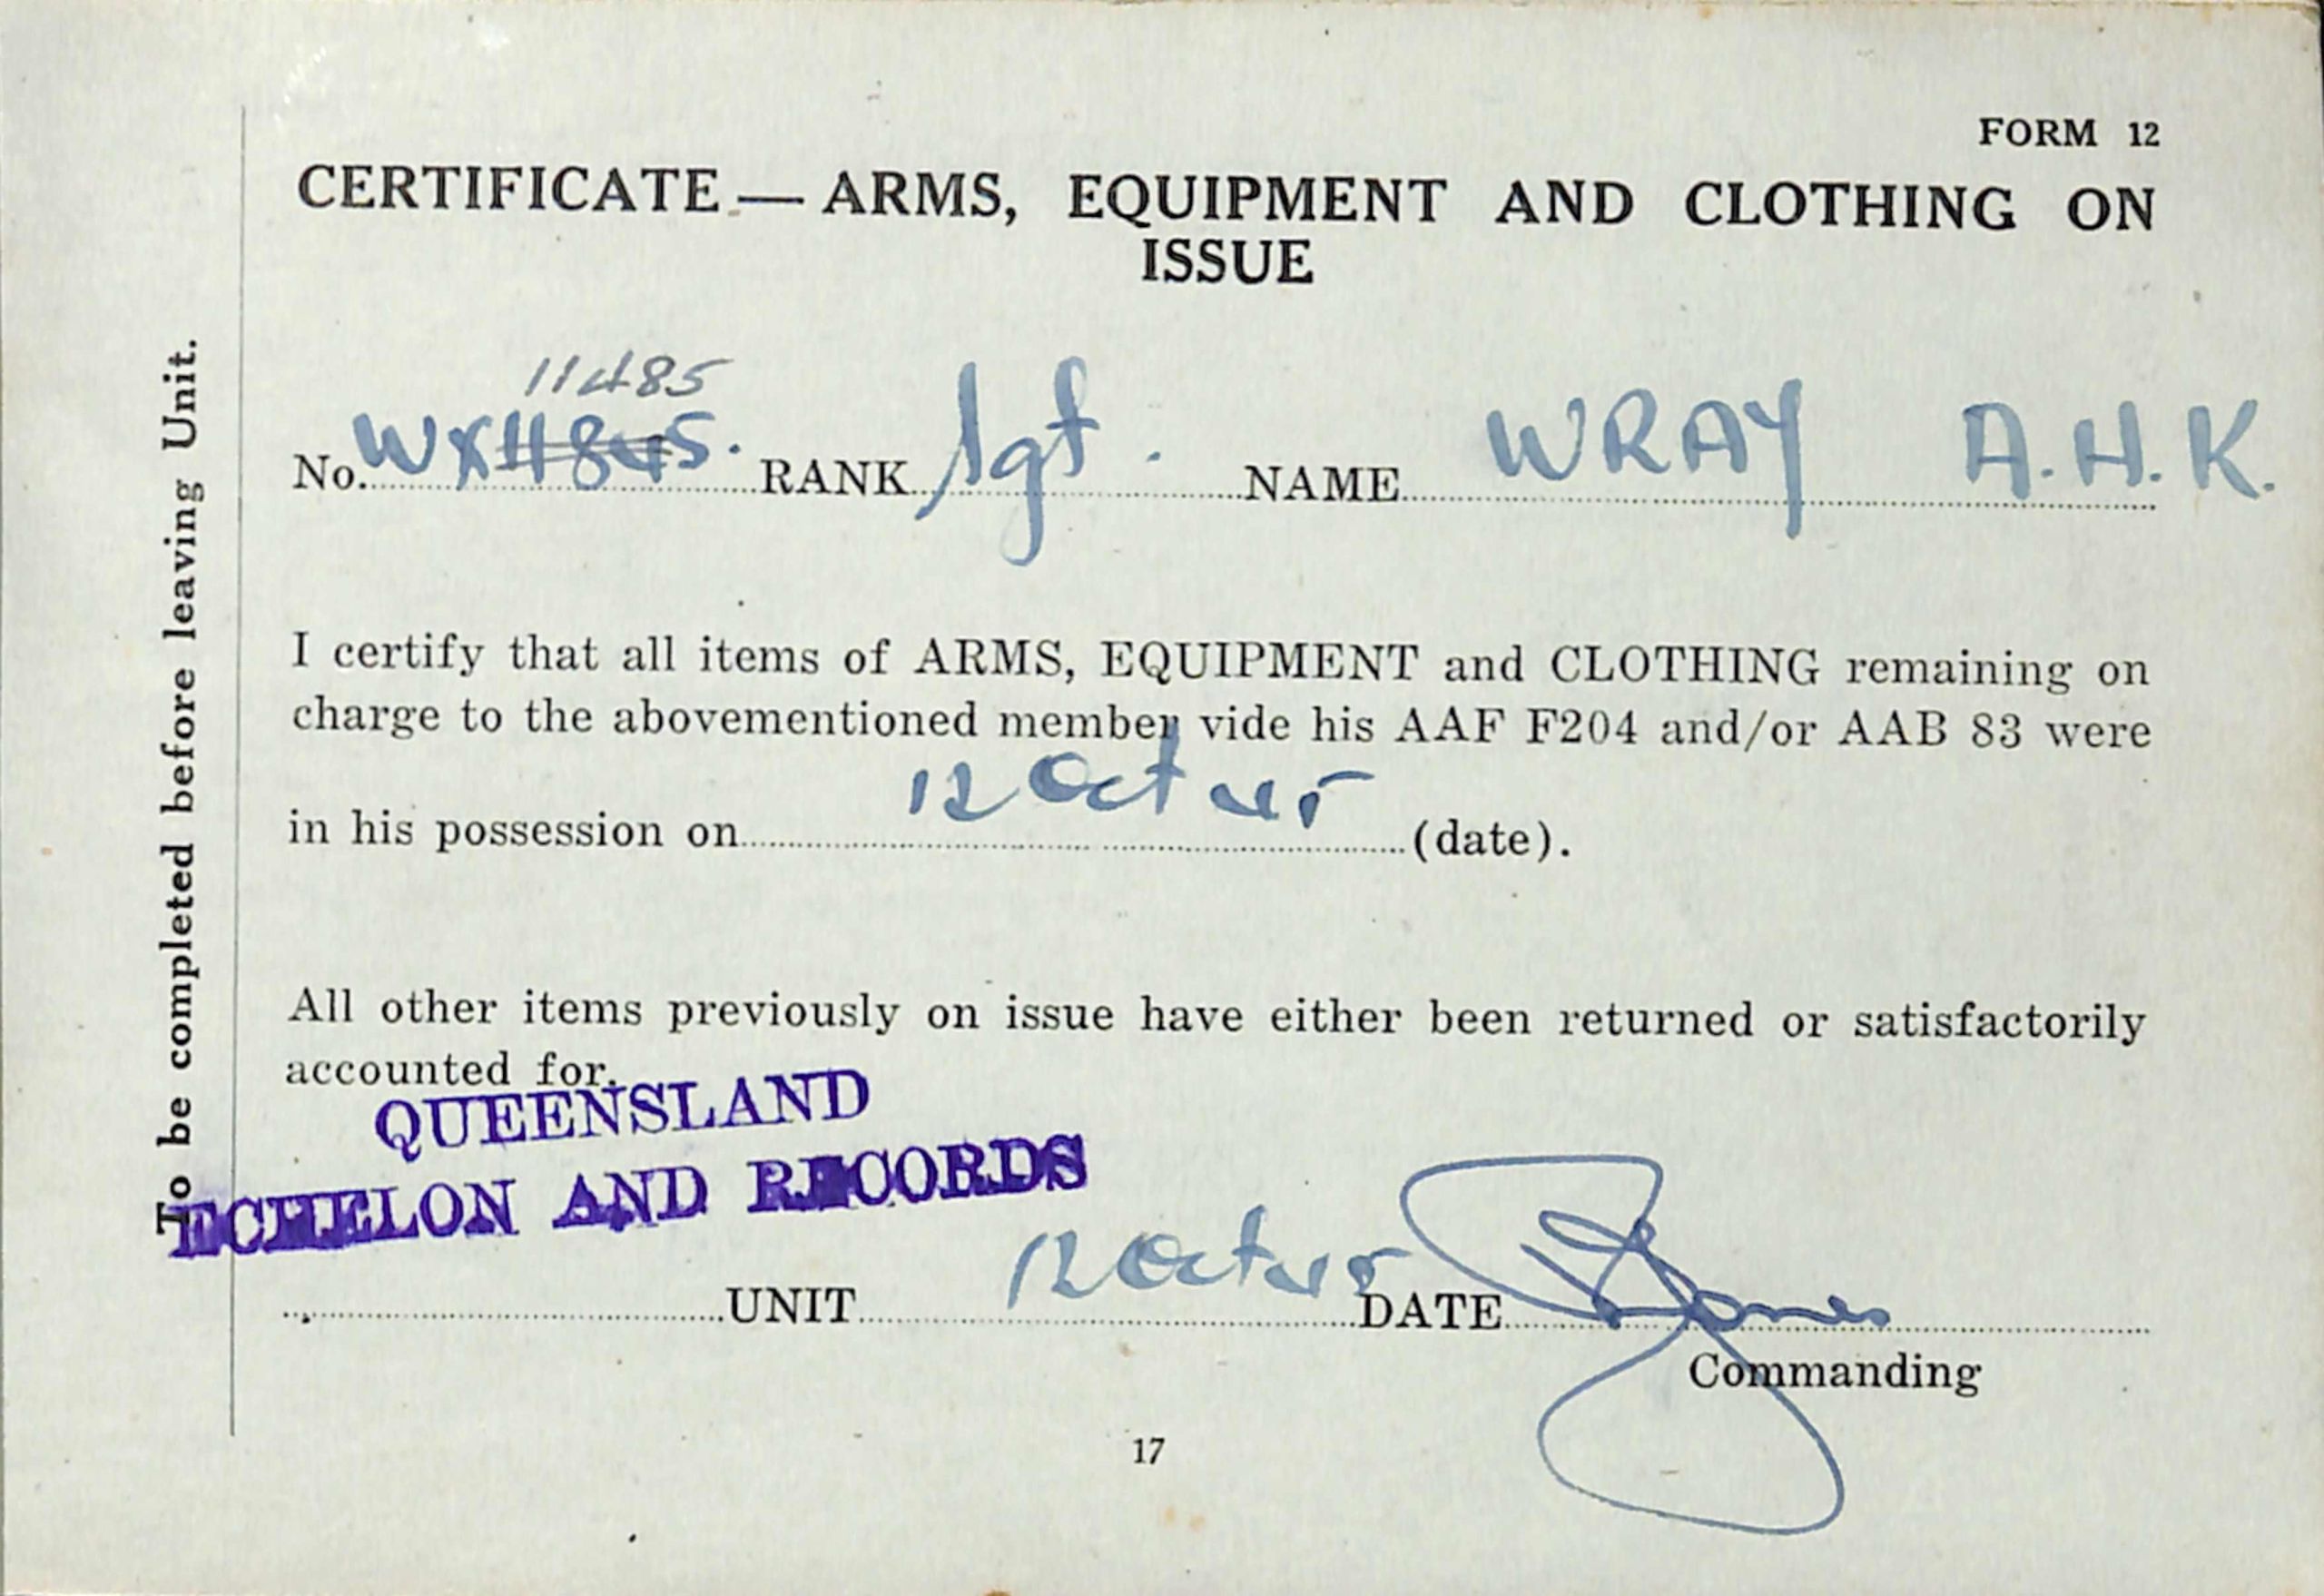 FORM 12
CERTIFICATE — ARMS, EQUIPMENT AND CLOTHING ON
ISSUE
11485
No. WX11845. RANK Sgt. NAME WRAY A.H.K.
I certify that all items of ARMS, EQUIPMENT and CLOTHING remaining on
charge to the abovementioned member vide his AAF F204 and/or AAB 83 were
in his possession on 12 Oct 45 (date).
All other items previously on issue have either been returned or satisfactorily
accounted for.
QUEENSLAND
ECHELON AND RECORDS
UNIT 12 Oct 45 DATE
Commanding
17
To be completed before leaving Unit.